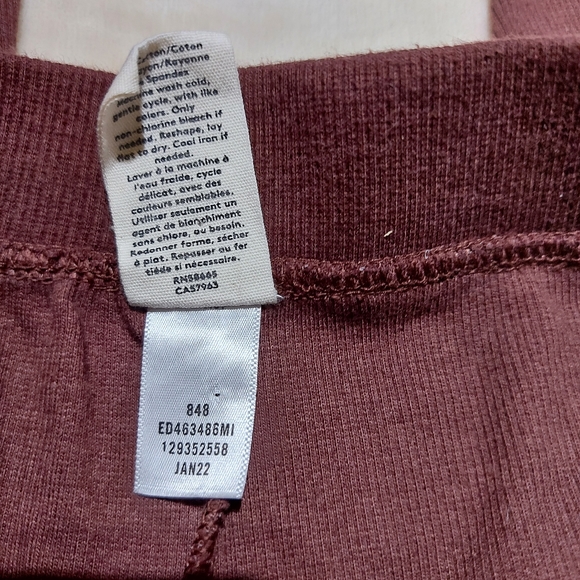 Cotton/Coton
Rayon/Rayonne
Spandex
Machine wash cold,
gentle cycle, with like
colors. Only
non-chlorine bleach if
needed. Reshape, lay
flat to dry. Cool iron if
needed.
Laver à la machine à
l'eau froide, cycle
délicat, avec des
couleurs semblables.
Utiliser seulement un
agent de blanchiment
sans chlore, au besoin.
Redonner forme, sécher
à plat. Repasser au fer
tiède si nécessaire.
RN58665
CA57963
848
ED463486MI
129352558
JAN22